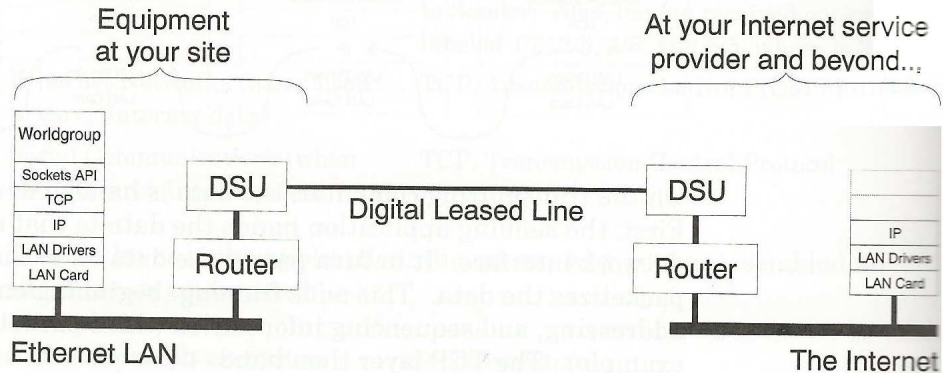 Equipment
at your site
At your Internet service
provider and beyond...
Worldgroup
Sockets API
TCP
IP
LAN Drivers
LAN Card
DSU
Router
Digital Leased Line
DSU
Router
IP
LAN Drivers
LAN Card
Ethernet LAN
The Internet